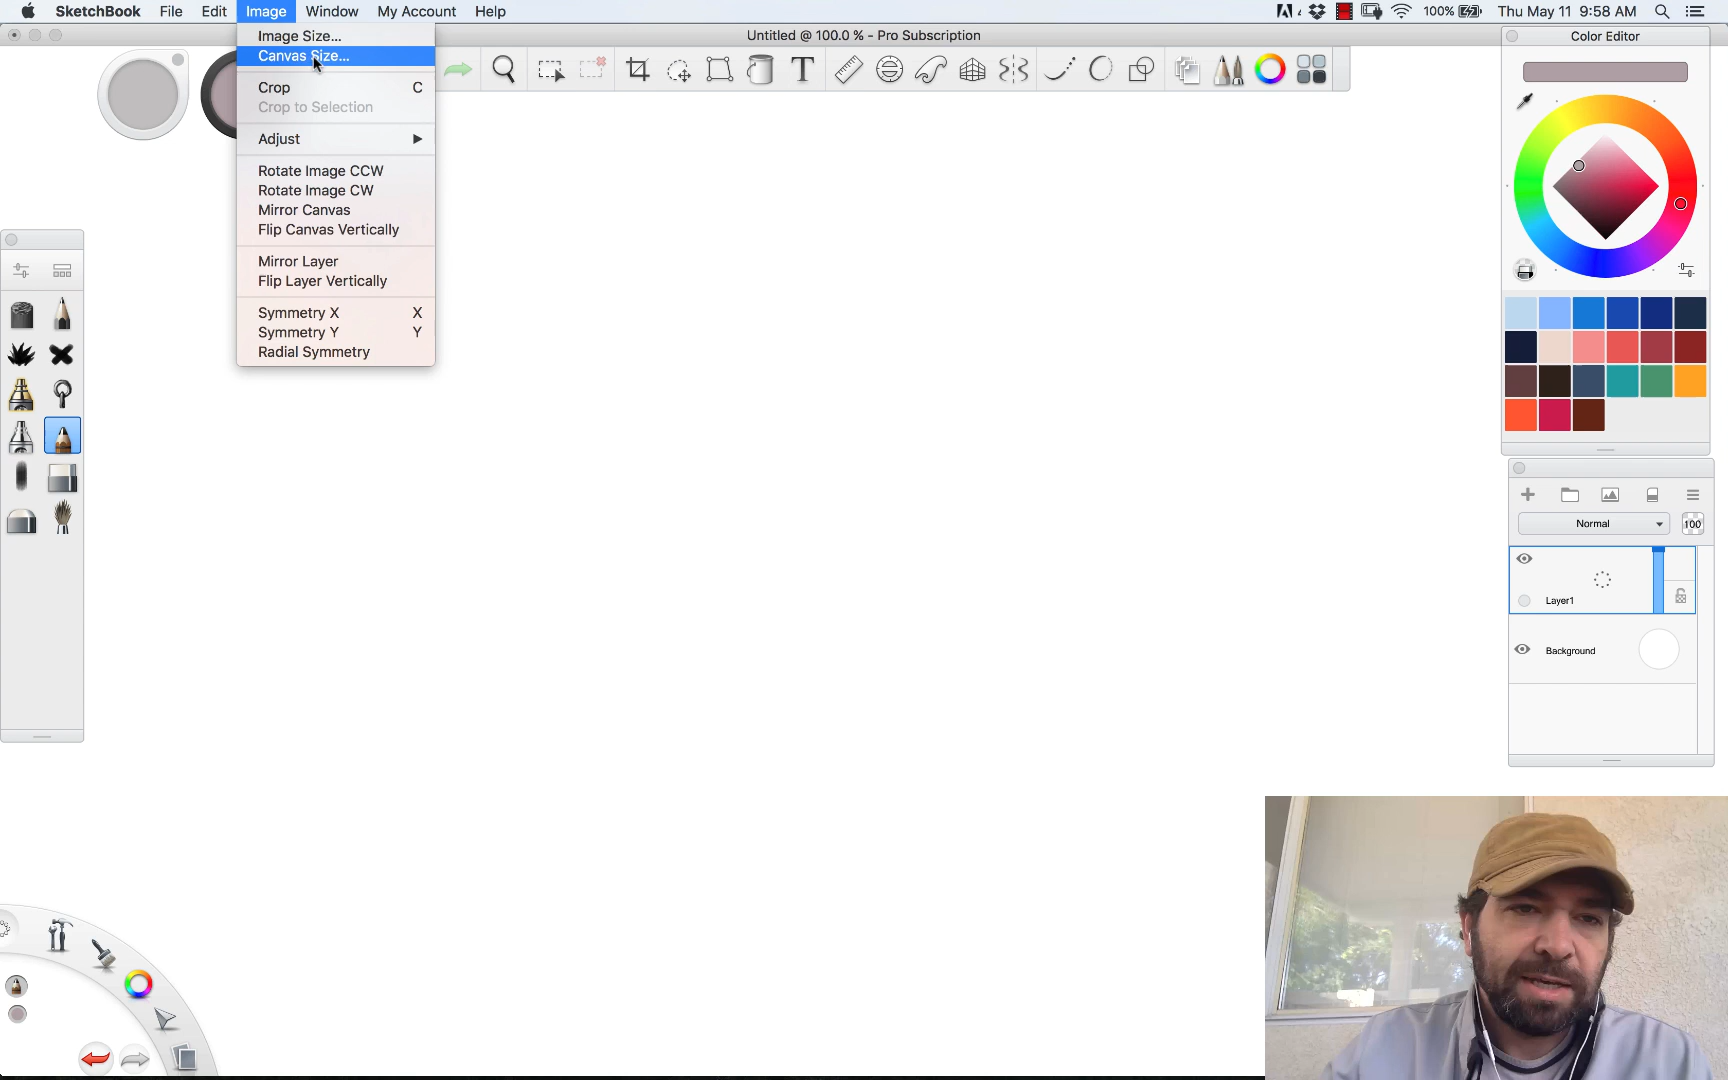 SketchBook File Edit Image Window My Account Help 100% Thu May 11 9:58 AM
Untitled @ 100.0 % - Pro Subscription
Color Editor
Image Size...
Canvas Size...
Crop C
Crop to Selection
Adjust
Rotate Image CCW
Rotate Image CW
Mirror Canvas
Flip Canvas Vertically
Mirror Layer
Flip Layer Vertically
Symmetry X X
Symmetry Y Y
Radial Symmetry
T
Normal 100
Layer1
Background